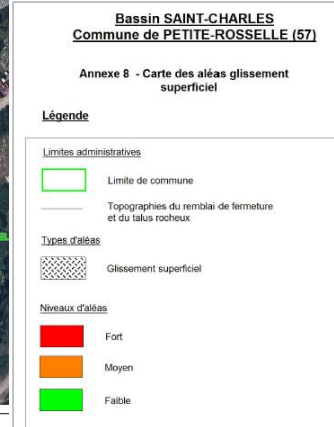 Bassin SAINT-CHARLES
Commune de PETITE-ROSSELLE (57)
Annexe 8 - Carte des aléas glissement
superficiel
Légende
Limites administratives
Limite de commune
Topographies du remblai de fermeture
et du talus rocheux
Types d'aléas
Glissement superficiel
Niveaux d'aléas
Fort
Moyen
Faible